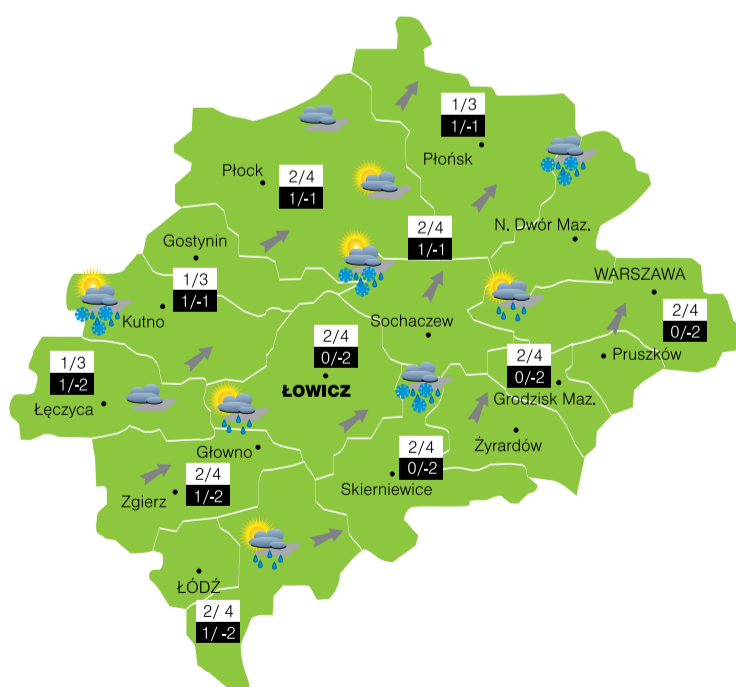 1/3
1/-1
Płońsk
Płock
2/4
1/-1
2/4
1/-1
N. Dwór Maz.
Gostynin
1/3
1/-1
Kutno
WARSZAWA
2/4
0/-2
Sochaczew
2/4
0/-2
ŁOWICZ
Pruszków
2/4
0/-2
Grodzisk Maz.
1/3
1/-2
Łęczyca
Żyrardów
Głowno
2/4
0/-2
Skierniewice
2/4
1/-2
Zgierz
ŁÓDŹ
2/ 4
1/ -2